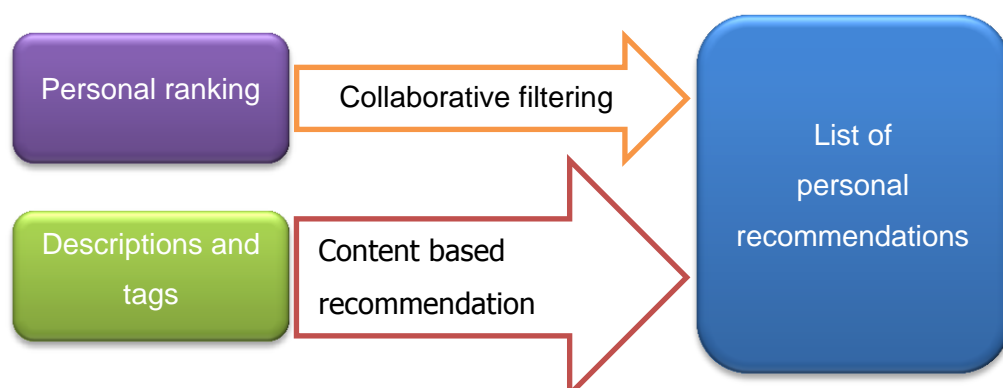 Personal ranking
Collaborative filtering
Descriptions and
tags
Content based
recommendation
List of
personal
recommendations